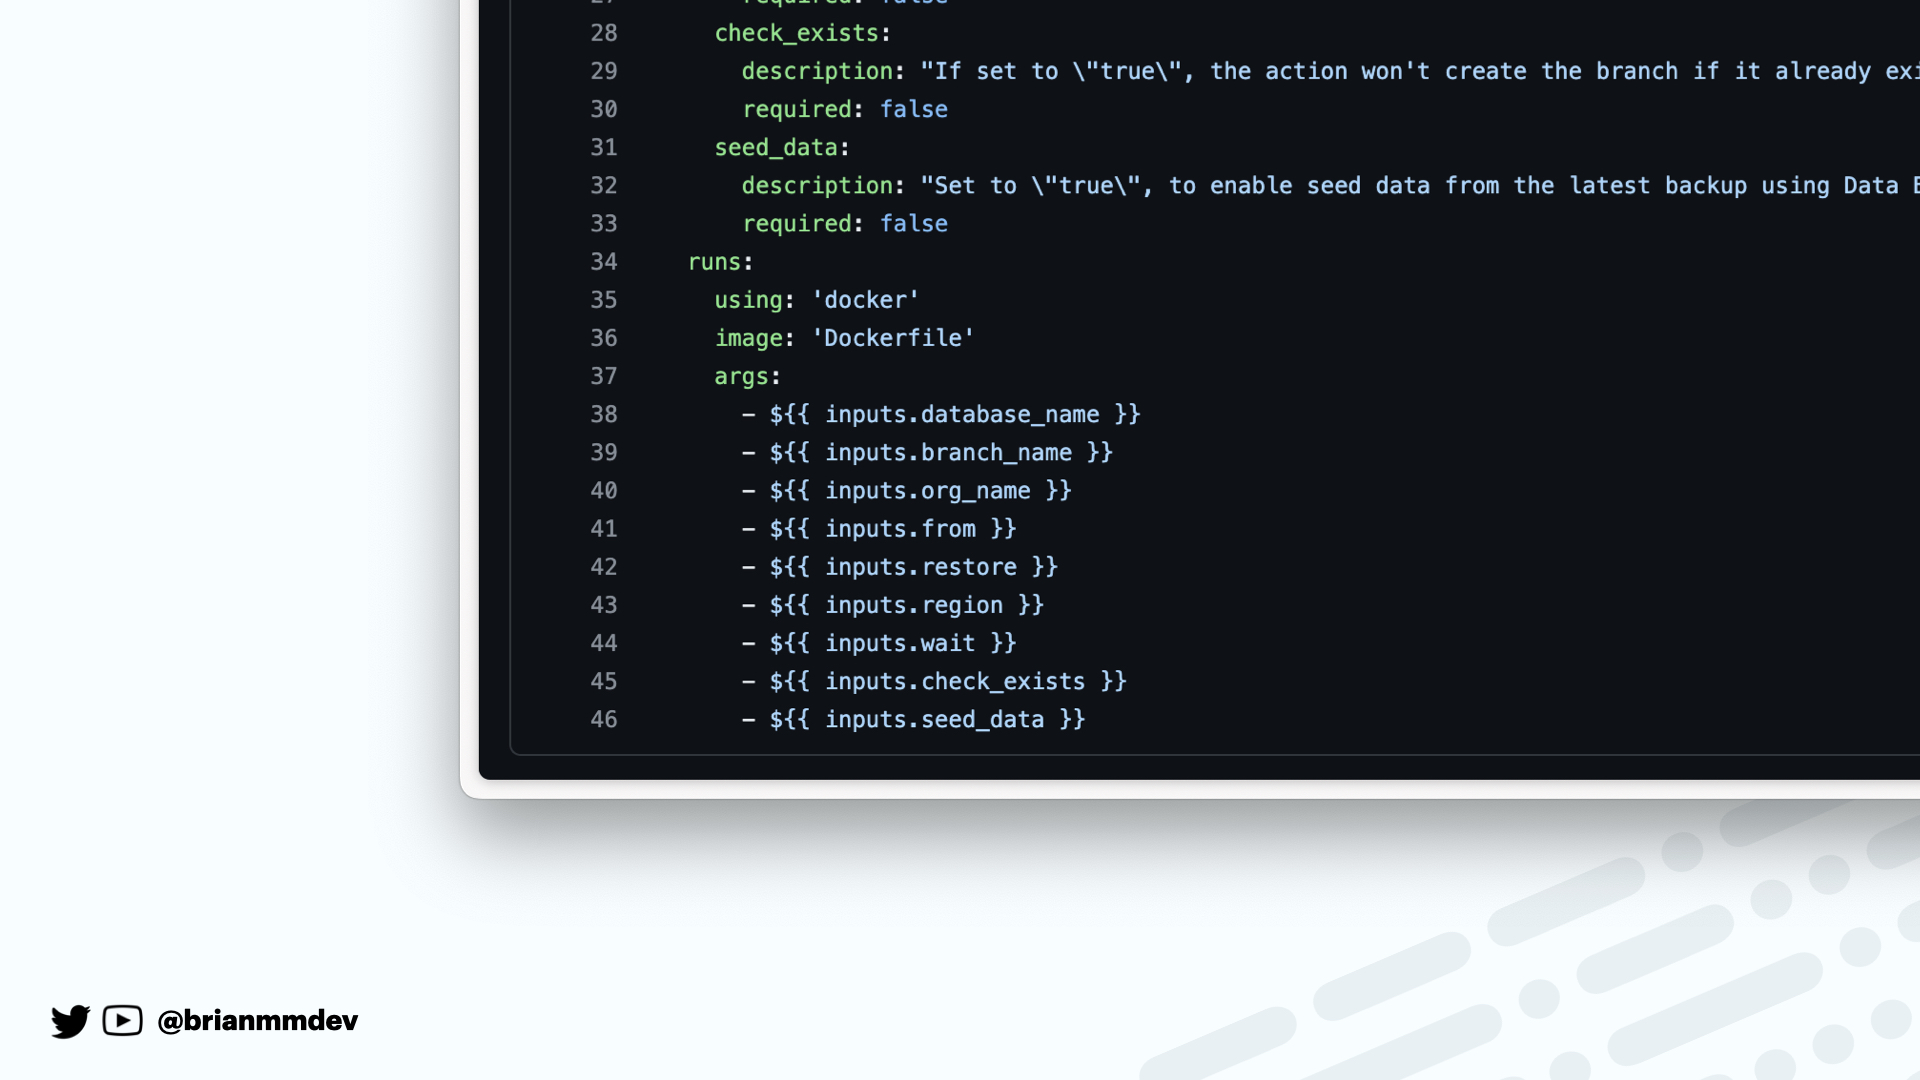 27 required: false
28 check_exists:
29 description: "If set to \"true\", the action won't create the branch if it already
30 required: false
31 seed_data:
32 description: "Set to \"true\", to enable seed data from the latest backup using Data
33 required: false
34 runs:
35 using: 'docker'
36 image: 'Dockerfile'
37 args:
38 - ${{ inputs.database_name }}
39 - ${{ inputs.branch_name }}
40 - ${{ inputs.org_name }}
41 - ${{ inputs.from }}
42 - ${{ inputs.restore }}
43 - ${{ inputs.region }}
44 - ${{ inputs.wait }}
45 - ${{ inputs.check_exists }}
46 - ${{ inputs.seed_data }}
@brianmmdev